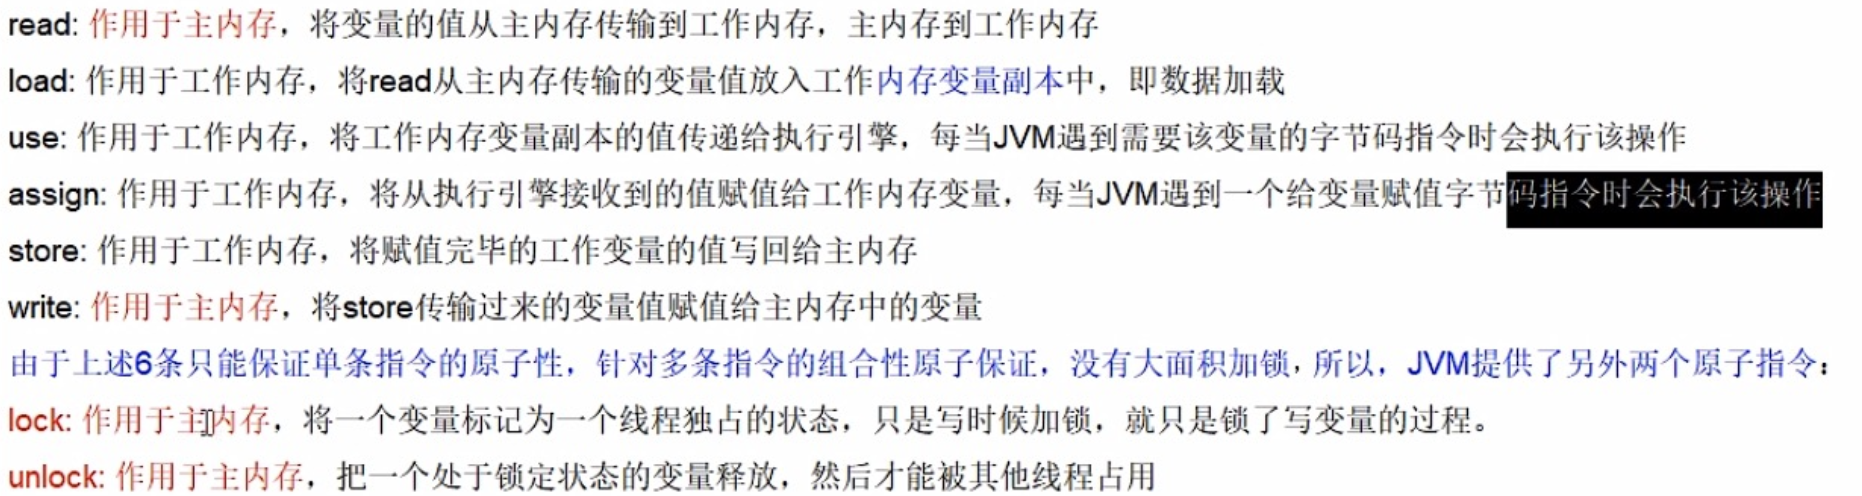 read: 作用于主内存，将变量的值从主内存传输到工作内存，主内存到工作内存
load: 作用于工作内存，将read从主内存传输的变量值放入工作内存变量副本中，即数据加载
use: 作用于工作内存，将工作内存变量副本的值传递给执行引擎，每当JVM遇到需要该变量的字节码指令时会执行该操作
assign: 作用于工作内存，将从执行引擎接收到的值赋值给工作内存变量，每当JVM遇到一个给变量赋值字节码指令时会执行该操作
store: 作用于工作内存，将赋值完毕的工作变量的值写回给主内存
write: 作用于主内存，将store传输过来的变量值赋值给主内存中的变量
由于上述6条只能保证单条指令的原子性，针对多条指令的组合性原子保证，没有大面积加锁，所以，JVM提供了另外两个原子指令：
lock: 作用于主内存，将一个变量标记为一个线程独占的状态，只是写时候加锁，就只是锁了写变量的过程。
unlock: 作用于主内存，把一个处于锁定状态的变量释放，然后才能被其他线程占用